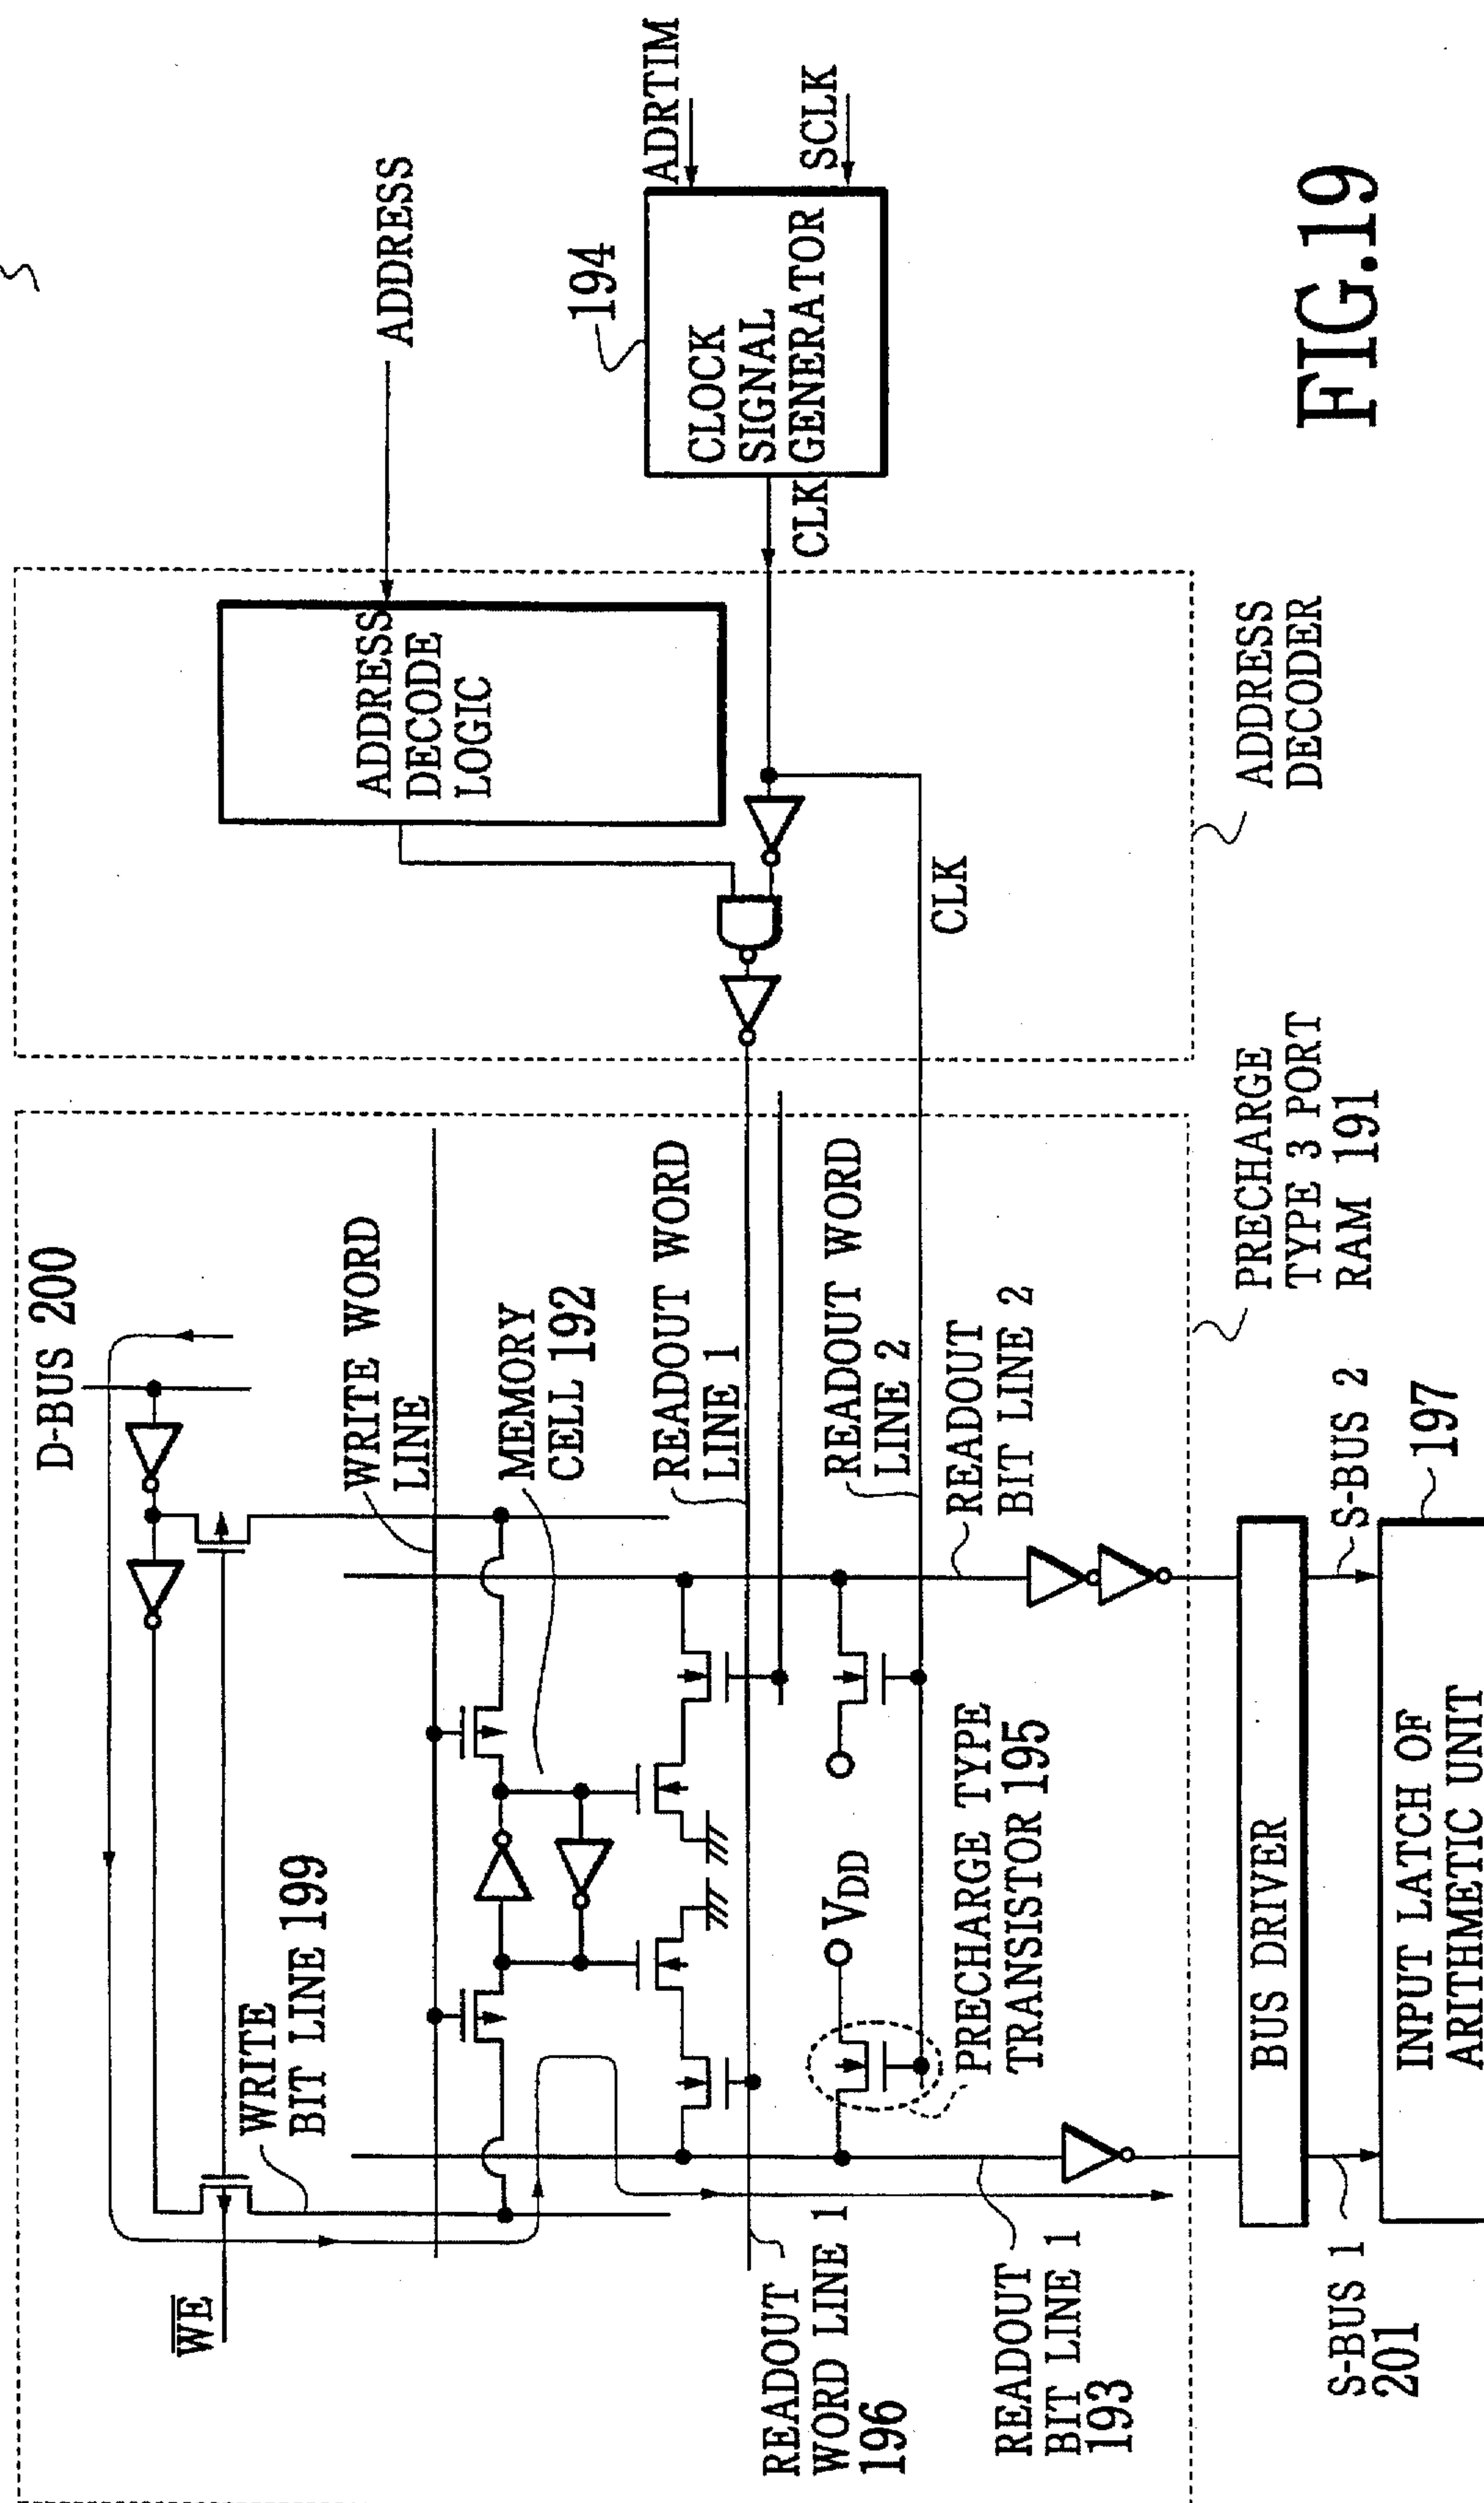 D-BUS 200
WE
WRITE
BIT LINE 199
WRITE WORD
LINE
MEMORY
CELL 192
READOUT WORD
LINE 1
READOUT WORD
LINE 2
READOUT
BIT LINE 2
VDD
PRECHARGE TYPE
TRANSISTOR 195
READOUT
WORD LINE 1
196
READOUT
BIT LINE 1
193
BUS DRIVER
S-BUS 1
201
S-BUS 2
197
INPUT LATCH OF
ARITHMETIC UNIT
PRECHARGE
TYPE 3 PORT
RAM 191
ADDRESS
DECODE
LOGIC
CLK
ADDRESS
DECODER
ADDRESS
194
CLOCK
SIGNAL
GENERATOR
CLK
ADRTIM
SCLK
FIG.19